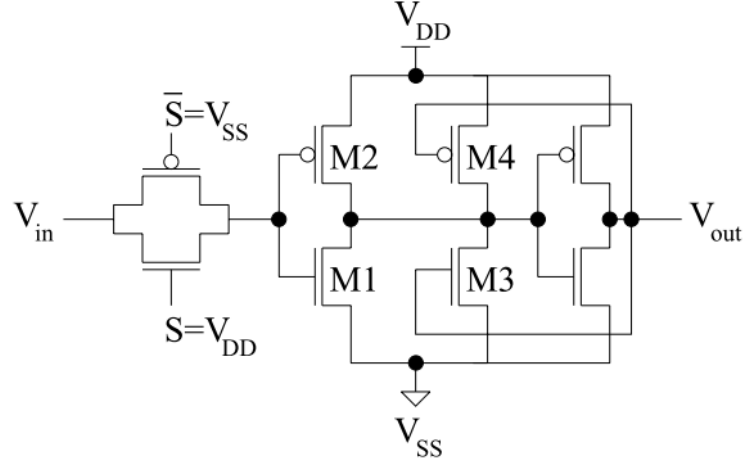 V_DD
S̅=V_SS
M2
M4
V_in
V_out
M1
M3
S=V_DD
V_SS